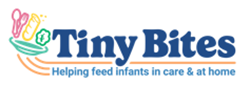 Tiny Bites
Helping feed infants in care & at home